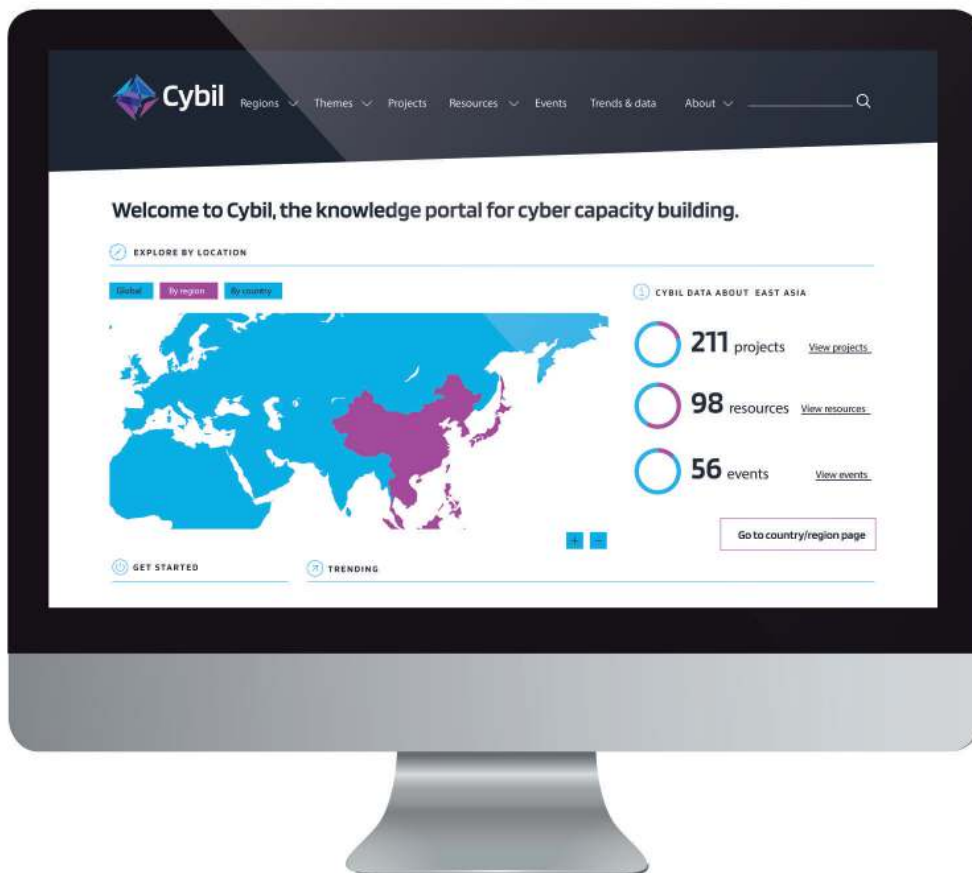 Cybil Regions Themes Projects Resources Events Trends & data About
Welcome to Cybil, the knowledge portal for cyber capacity building.
EXPLORE BY LOCATION
Global By region By country
CYBIL DATA ABOUT EAST ASIA
211 projects View projects
98 resources View resources
56 events View events
Go to country/region page
GET STARTED
TRENDING